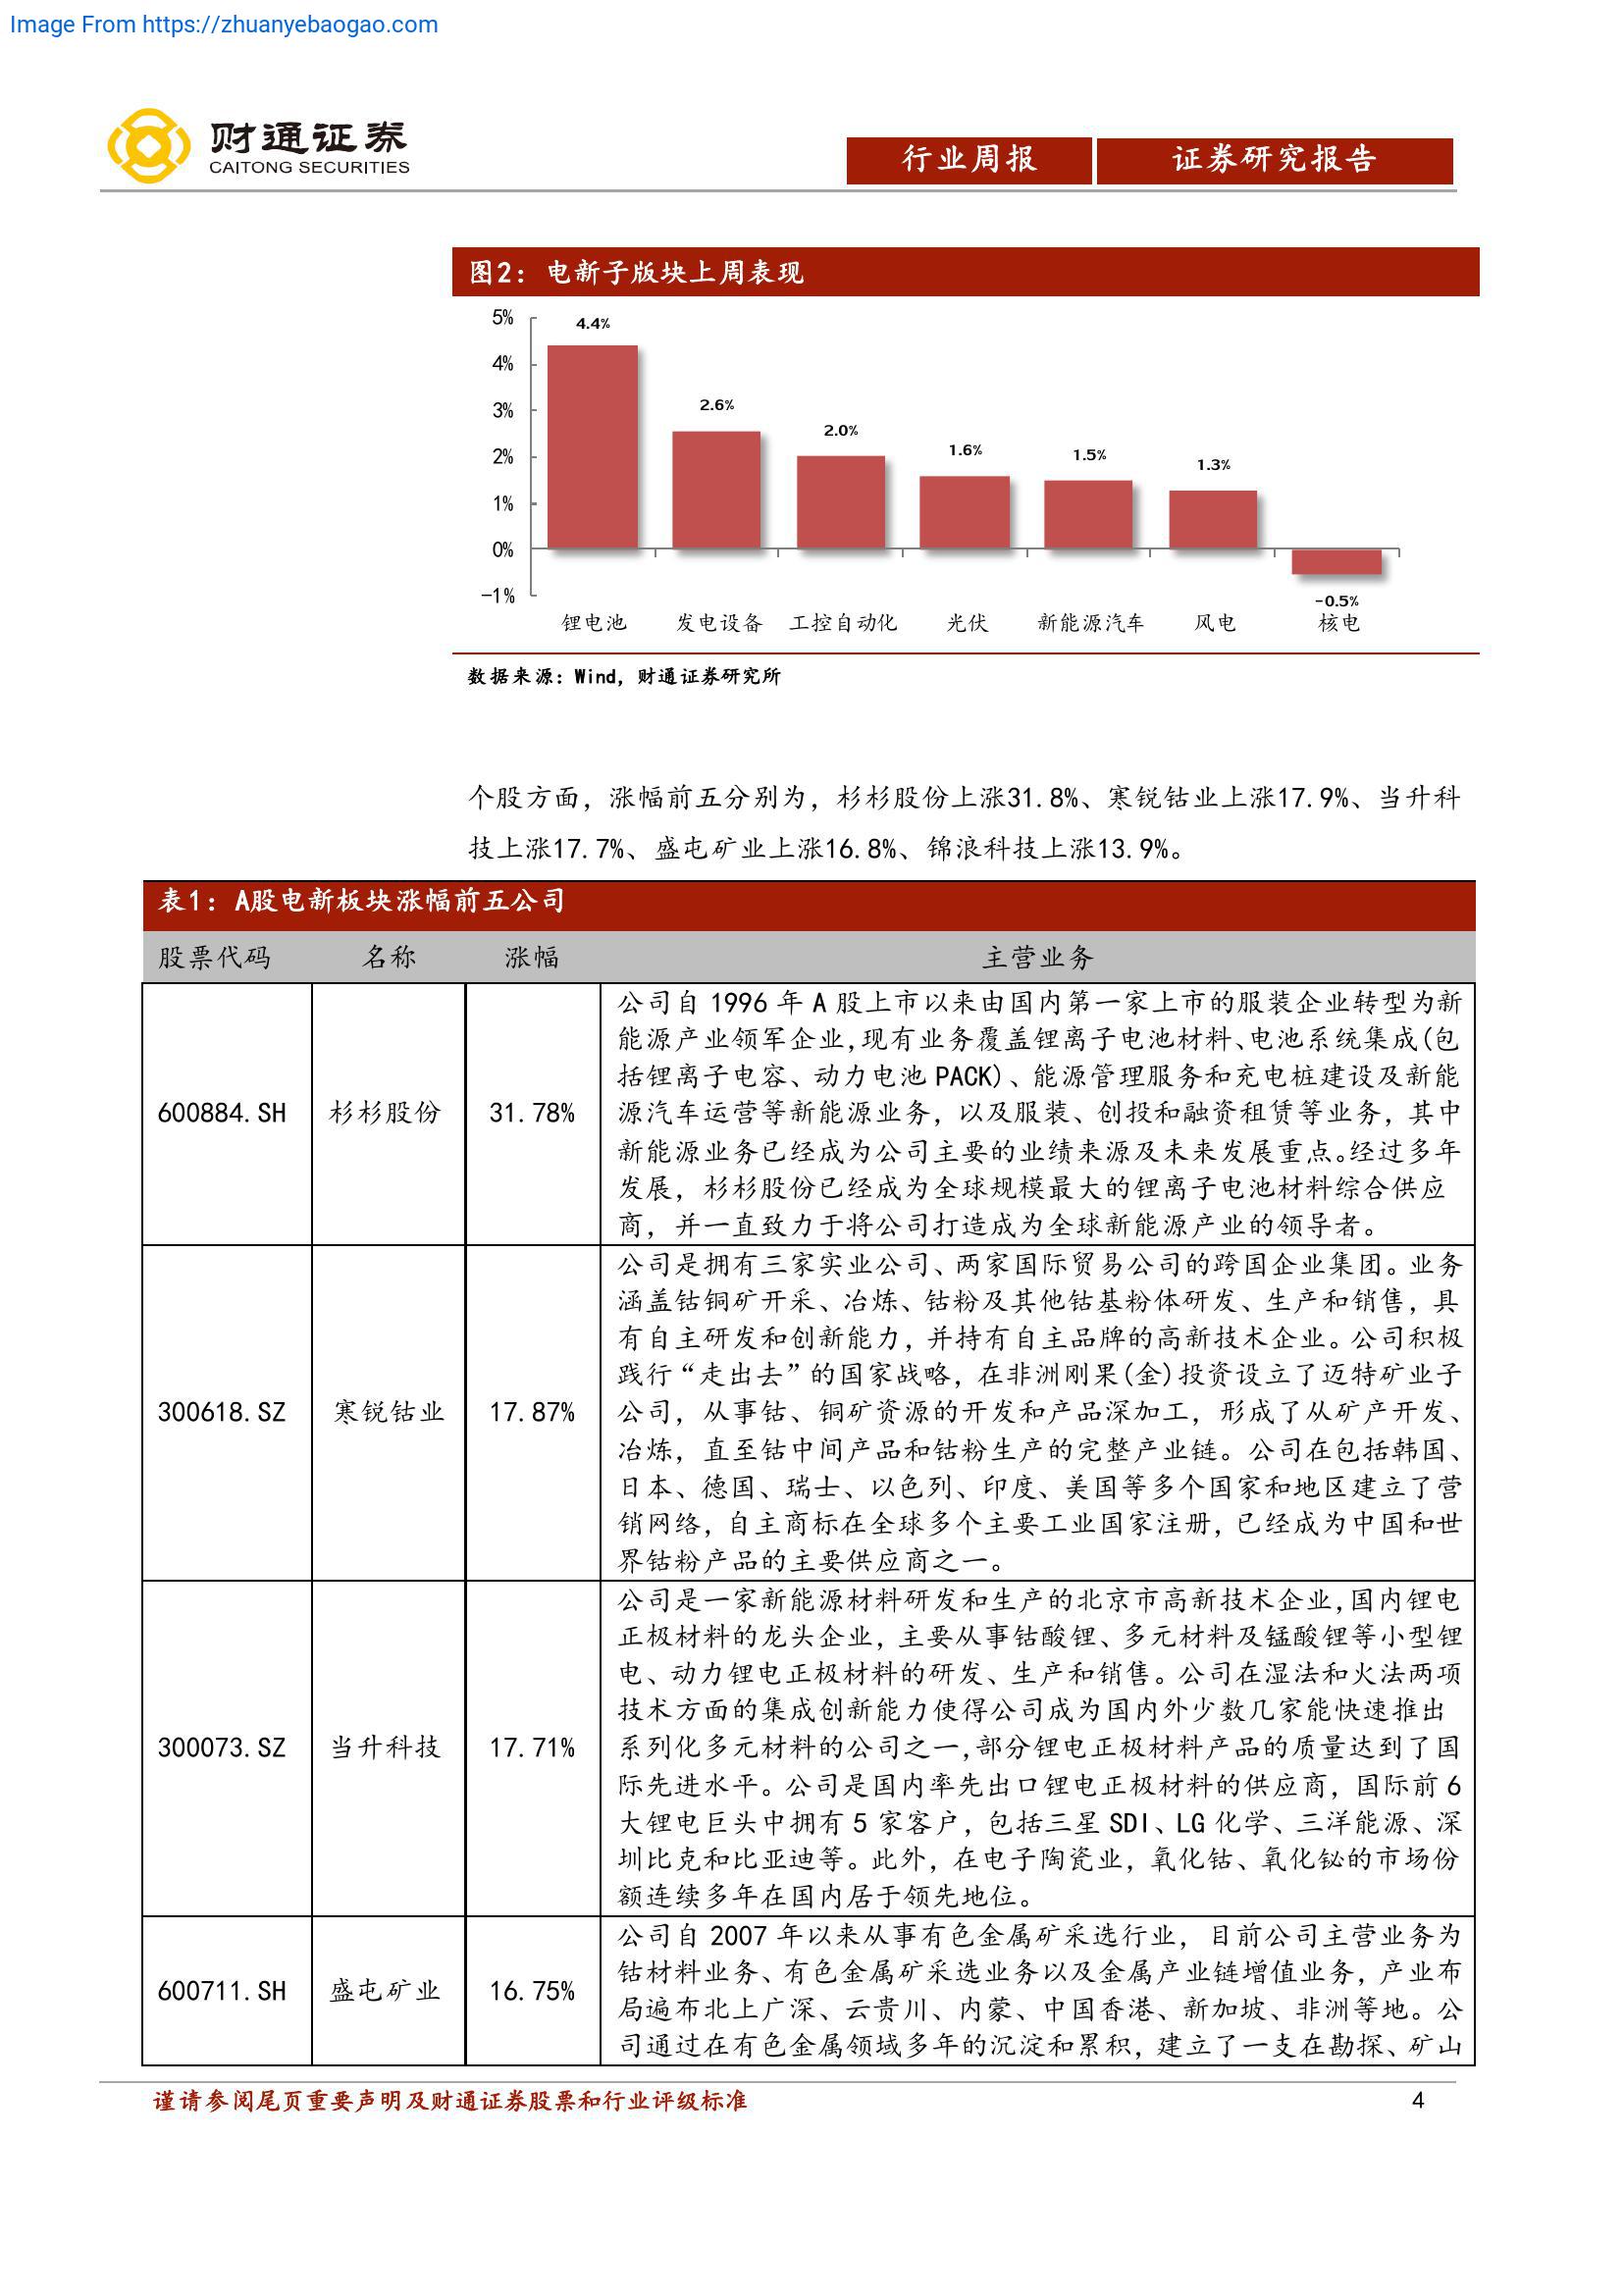 Image From https://zhuanyebaogao.com
财通证券
CAITONG SECURITIES
行业周报
证券研究报告
图2：电新子版块上周表现
5%
4%
3%
2%
1%
0%
-1%
4.4%
2.6%
2.0%
1.6%
1.5%
1.3%
-0.5%
锂电池
发电设备
工控自动化
光伏
新能源汽车
风电
核电
数据来源：Wind，财通证券研究所
个股方面，涨幅前五分别为，杉杉股份上涨31.8%、寒锐钴业上涨17.9%、当升科
技上涨17.7%、盛屯矿业上涨16.8%、锦浪科技上涨13.9%。
表1：A股电新板块涨幅前五公司
股票代码 名称 涨幅 主营业务
600884.SH 杉杉股份 31.78%
公司自 1996 年 A 股上市以来由国内第一家上市的服装企业转型为新
能源产业领军企业,现有业务覆盖锂离子电池材料、电池系统集成(包
括锂离子电容、动力电池 PACK)、能源管理服务和充电桩建设及新能
源汽车运营等新能源业务，以及服装、创投和融资租赁等业务，其中
新能源业务已经成为公司主要的业绩来源及未来发展重点。经过多年
发展，杉杉股份已经成为全球规模最大的锂离子电池材料综合供应
商，并一直致力于将公司打造成为全球新能源产业的领导者。
300618.SZ 寒锐钴业 17.87%
公司是拥有三家实业公司、两家国际贸易公司的跨国企业集团。业务
涵盖钴铜矿开采、冶炼、钴粉及其他钴基粉体研发、生产和销售，具
有自主研发和创新能力，并持有自主品牌的高新技术企业。公司积极
践行“走出去”的国家战略，在非洲刚果(金)投资设立了迈特矿业子
公司，从事钴、铜矿资源的开发和产品深加工，形成了从矿产开发、
冶炼，直至钴中间产品和钴粉生产的完整产业链。公司在包括韩国、
日本、德国、瑞士、以色列、印度、美国等多个国家和地区建立了营
销网络，自主商标在全球多个主要工业国家注册，已经成为中国和世
界钴粉产品的主要供应商之一。
300073.SZ 当升科技 17.71%
公司是一家新能源材料研发和生产的北京市高新技术企业,国内锂电
正极材料的龙头企业，主要从事钴酸锂、多元材料及锰酸锂等小型锂
电、动力锂电正极材料的研发、生产和销售。公司在湿法和火法两项
技术方面的集成创新能力使得公司成为国内外少数几家能快速推出
系列化多元材料的公司之一,部分锂电正极材料产品的质量达到了国
际先进水平。公司是国内率先出口锂电正极材料的供应商，国际前 6
大锂电巨头中拥有 5 家客户，包括三星 SDI、LG 化学、三洋能源、深
圳比克和比亚迪等。此外，在电子陶瓷业，氧化钴、氧化铋的市场份
额连续多年在国内居于领先地位。
600711.SH 盛屯矿业 16.75%
公司自 2007 年以来从事有色金属矿采选行业，目前公司主营业务为
钴材料业务、有色金属矿采选业务以及金属产业链增值业务，产业布
局遍布北上广深、云贵川、内蒙、中国香港、新加坡、非洲等地。公
司通过在有色金属领域多年的沉淀和累积，建立了一支在勘探、矿山
谨请参阅尾页重要声明及财通证券股票和行业评级标准
4